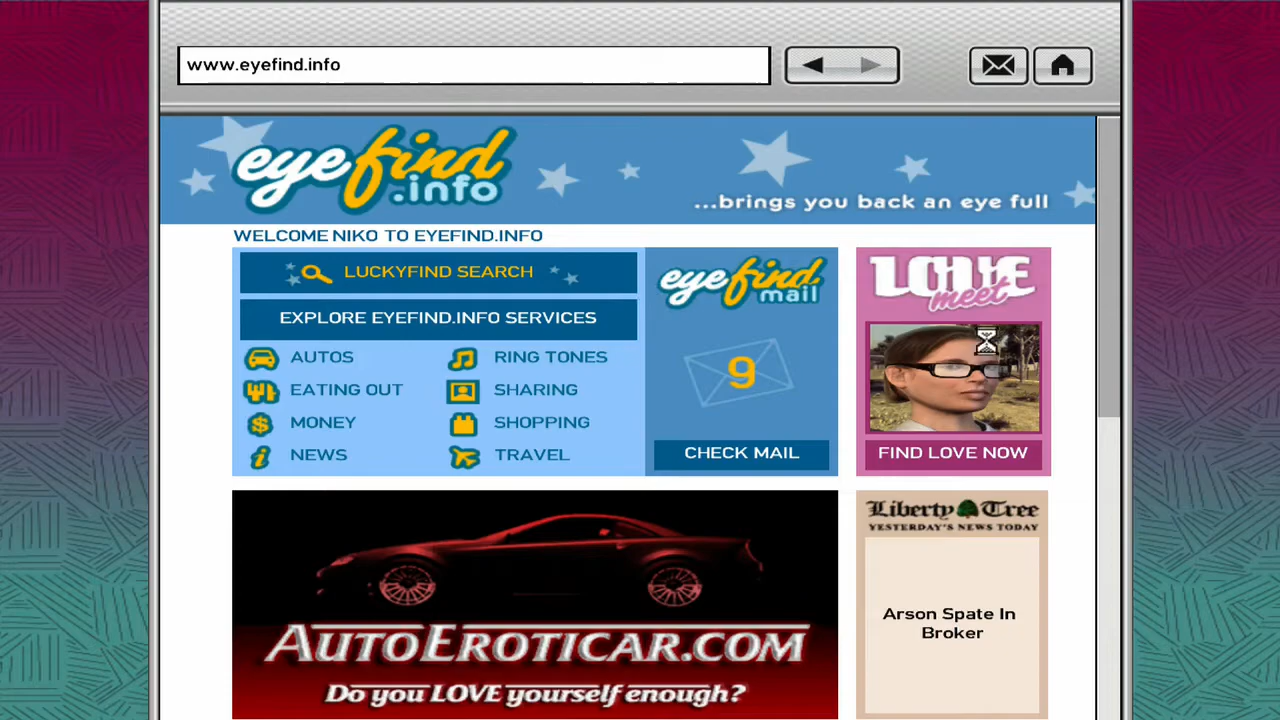 www.eyefind.info
eyefind
.info
...brings you back an eye full
WELCOME NIKO TO EYEFIND.INFO
LUCKYFIND SEARCH
EXPLORE EYEFIND.INFO SERVICES
AUTOS
RING TONES
EATING OUT
SHARING
MONEY
SHOPPING
NEWS
TRAVEL
eyefind
mail
9
CHECK MAIL
LOVE
meet
FIND LOVE NOW
AUTOEROTICAR.COM
Do you LOVE yourself enough?
Liberty Tree
YESTERDAY'S NEWS TODAY
Arson Spate In
Broker